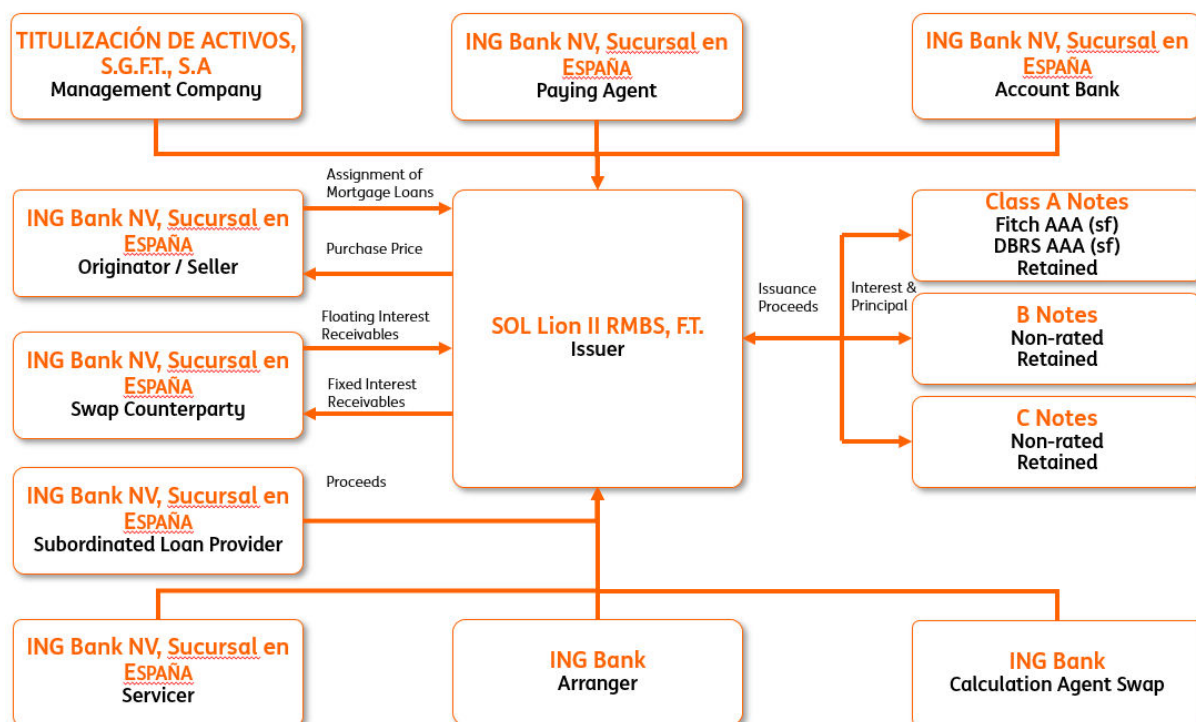 TITULIZACIÓN DE ACTIVOS,
S.G.F.T., S.A
Management Company
ING Bank NV, Sucursal en
ESPAÑA
Paying Agent
ING Bank NV, Sucursal en
ESPAÑA
Account Bank
Assignment of
Mortgage Loans
ING Bank NV, Sucursal en
ESPAÑA
Originator / Seller
Purchase Price
Floating Interest
Receivables
ING Bank NV, Sucursal en
ESPAÑA
Swap Counterparty
Fixed Interest
Receivables
SOL Lion II RMBS, F.T.
Issuer
Issuance
Proceeds
Interest &
Principal
Class A Notes
Fitch AAA (sf)
DBRS AAA (sf)
Retained
B Notes
Non-rated
Retained
C Notes
Non-rated
Retained
ING Bank NV, Sucursal en
ESPAÑA
Subordinated Loan Provider
Proceeds
ING Bank NV, Sucursal en
ESPAÑA
Servicer
ING Bank
Arranger
ING Bank
Calculation Agent Swap